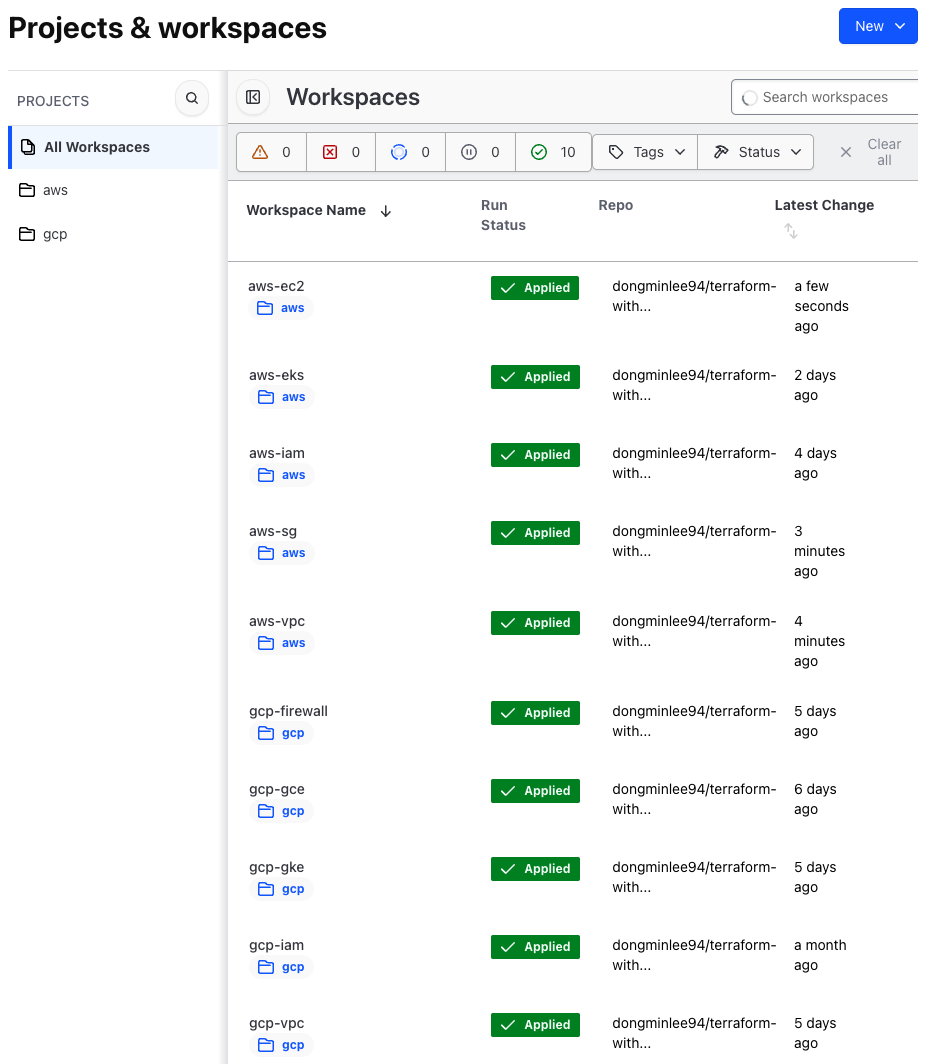 Projects & workspaces
New
PROJECTS
Workspaces
Search workspaces
All Workspaces
aws
gcp
0
0
0
0
10
Tags
Status
Clear
all
Workspace Name
Run
Status
Repo
Latest Change
aws-ec2
aws
Applied
dongminlee94/terraform-
with...
a few
seconds
ago
aws-eks
aws
Applied
dongminlee94/terraform-
with...
2 days
ago
aws-iam
aws
Applied
dongminlee94/terraform-
with...
4 days
ago
aws-sg
aws
Applied
dongminlee94/terraform-
with...
3
minutes
ago
aws-vpc
aws
Applied
dongminlee94/terraform-
with...
4
minutes
ago
gcp-firewall
gcp
Applied
dongminlee94/terraform-
with...
5 days
ago
gcp-gce
gcp
Applied
dongminlee94/terraform-
with...
6 days
ago
gcp-gke
gcp
Applied
dongminlee94/terraform-
with...
5 days
ago
gcp-iam
gcp
Applied
dongminlee94/terraform-
with...
a month
ago
gcp-vpc
gcp
Applied
dongminlee94/terraform-
with...
5 days
ago